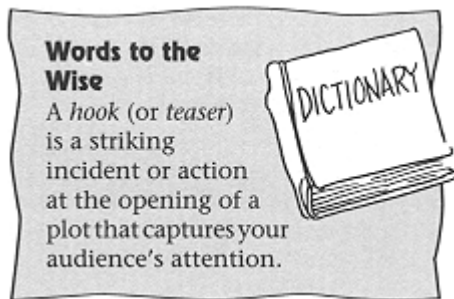 Words to the
Wise
A hook (or teaser)
is a striking
incident or action
at the opening of a
plot that captures your
audience's attention.
DICTIONARY